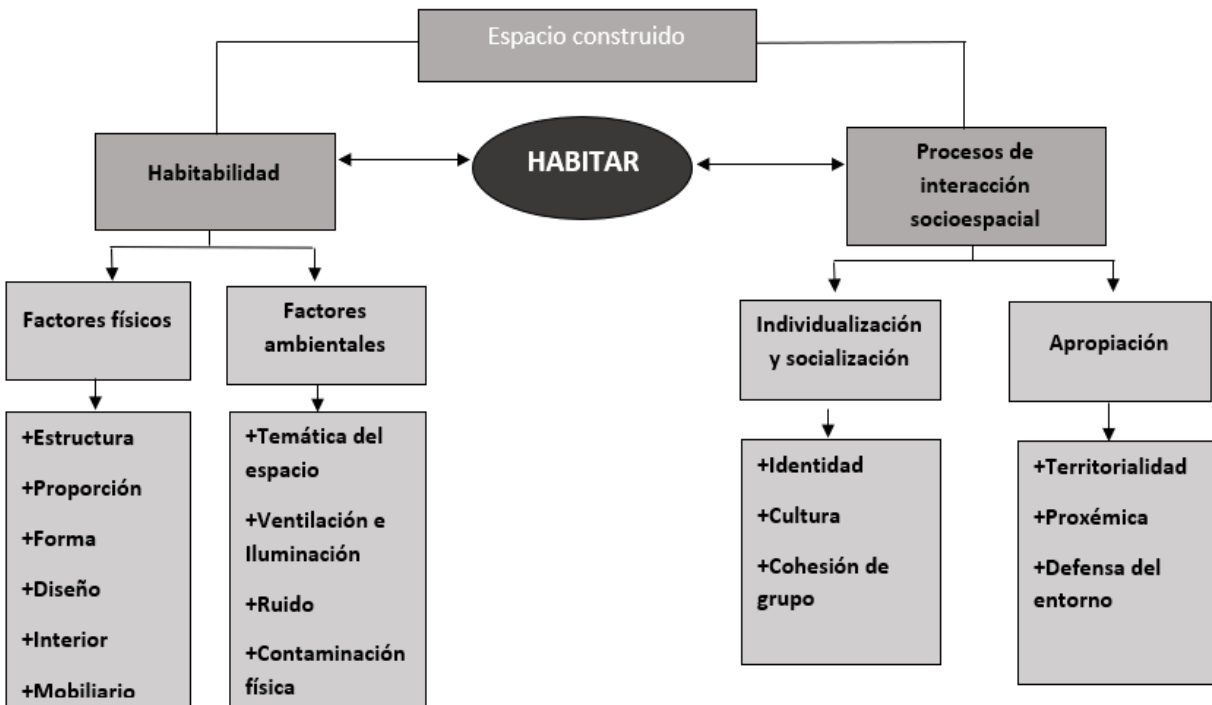 Espacio construido
Habitabilidad
HABITAR
Procesos de
interacción
socioespacial
Factores físicos
Factores
ambientales
Individualización
y socialización
Apropiación
+Estructura
+Proporción
+Forma
+Diseño
+Interior
+Mobiliario
+Temática del
espacio
+Ventilación e
Iluminación
+Ruido
+Contaminación
física
+Identidad
+Cultura
+Cohesión de
grupo
+Territorialidad
+Proxémica
+Defensa del
entorno